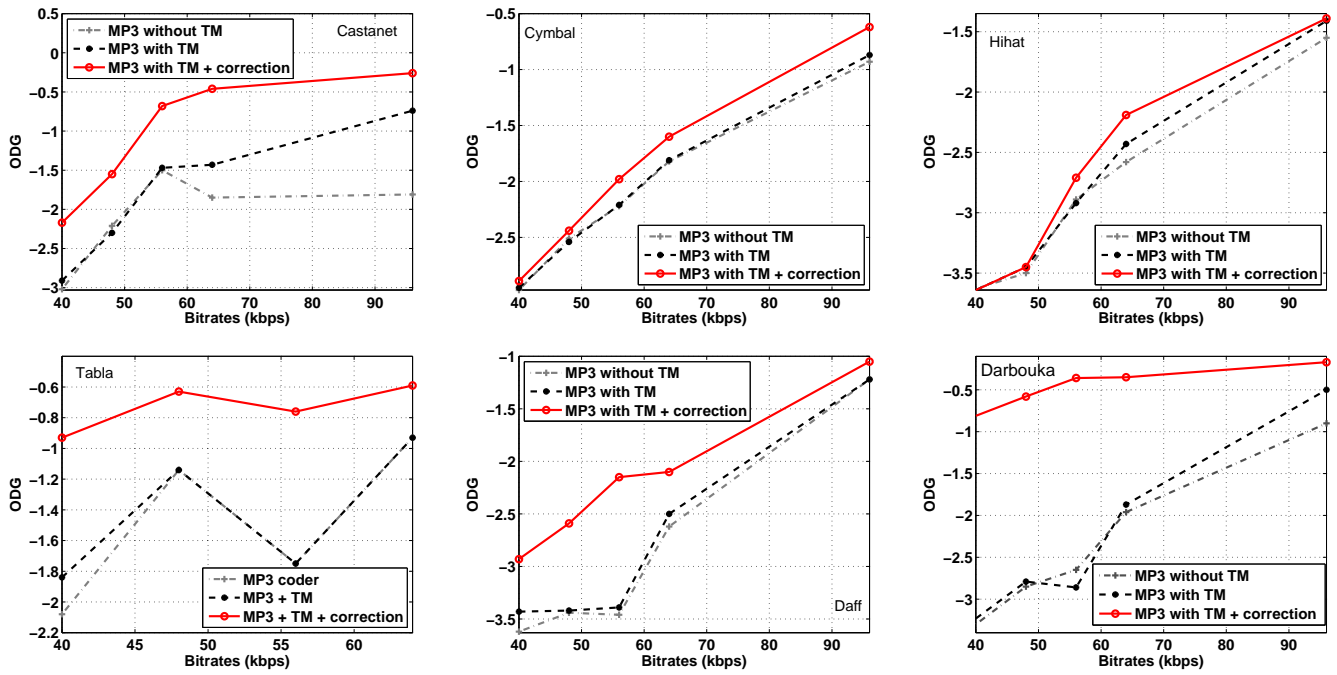 MP3 without TM
MP3 with TM
MP3 with TM + correction
Castanet
0.5
0
−0.5
−1
−1.5
−2
−2.5
−3
ODG
40 50 60 70 80 90
Bitrates (kbps)
Cymbal
−1
−1.5
−2
−2.5
ODG
MP3 without TM
MP3 with TM
MP3 with TM + correction
40 50 60 70 80 90
Bitrates (kbps)
Hihat
−1.5
−2
−2.5
−3
−3.5
ODG
MP3 without TM
MP3 with TM
MP3 with TM + correction
40 50 60 70 80 90
Bitrates (kbps)
Tabla
−0.6
−0.8
−1
−1.2
−1.4
−1.6
−1.8
−2
−2.2
ODG
MP3 coder
MP3 + TM
MP3 + TM + correction
40 45 50 55 60
Bitrates (kbps)
MP3 without TM
MP3 with TM
MP3 with TM + correction
−1
−1.5
−2
−2.5
−3
−3.5
ODG
Daff
40 50 60 70 80 90
Bitrates (kbps)
Darbouka
−0.5
−1
−1.5
−2
−2.5
−3
ODG
MP3 without TM
MP3 with TM
MP3 with TM + correction
40 50 60 70 80 90
Bitrates (kbps)